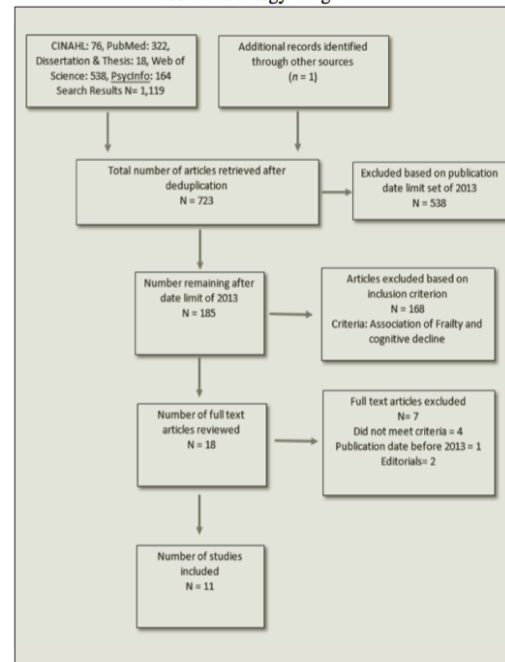 CINAHL: 76, PubMed: 322,
Dissertation & Thesis: 18, Web of
Science: 538, PsycInfo: 164
Search Results N= 1,119
Additional records identified
through other sources
(n = 1)
Total number of articles retrieved after
deduplication
N = 723
Excluded based on publication
date limit set of 2013
N = 538
Number remaining after
date limit of 2013
N = 185
Articles excluded based on
inclusion criterion
N = 168
Criteria: Association of Frailty and
cognitive decline
Number of full text
articles reviewed
N = 18
Full text articles excluded
N= 7
Did not meet criteria = 4
Publication date before 2013 = 1
Editorials= 2
Number of studies
included
N = 11